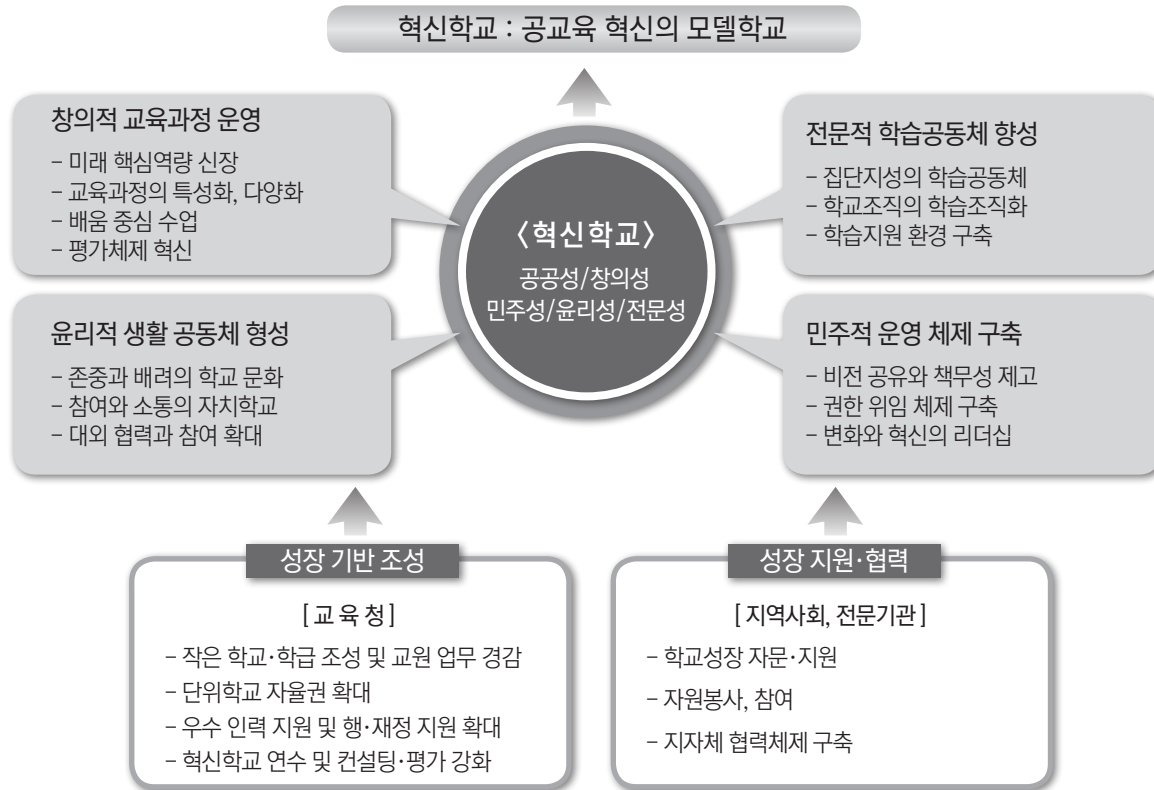 혁신학교 : 공교육 혁신의 모델학교
창의적 교육과정 운영
- 미래 핵심역량 신장
- 교육과정의 특성화, 다양화
- 배움 중심 수업
- 평가체제 혁신
전문적 학습공동체 향성
- 집단지성의 학습공동체
- 학교조직의 학습조직화
- 학습지원 환경 구축
〈혁신학교〉
공공성/창의성
민주성/윤리성/전문성
윤리적 생활 공동체 형성
- 존중과 배려의 학교 문화
- 참여와 소통의 자치학교
- 대외 협력과 참여 확대
민주적 운영 체제 구축
- 비전 공유와 책무성 제고
- 권한 위임 체제 구축
- 변화와 혁신의 리더십
성장 기반 조성
[ 교 육 청 ]
- 작은 학교·학급 조성 및 교원 업무 경감
- 단위학교 자율권 확대
- 우수 인력 지원 및 행·재정 지원 확대
- 혁신학교 연수 및 컨설팅·평가 강화
성장 지원·협력
[ 지역사회, 전문기관 ]
- 학교성장 자문·지원
- 자원봉사, 참여
- 지자체 협력체제 구축